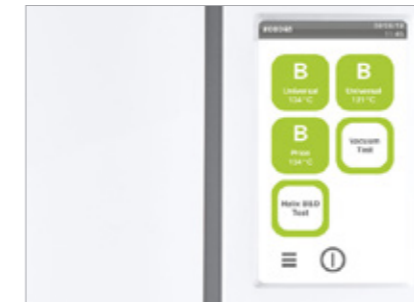 B
Universal
134 °C
B
Universal
121 °C
B
Prion
134 °C
Vacuum
Test
Helix B&D
Test